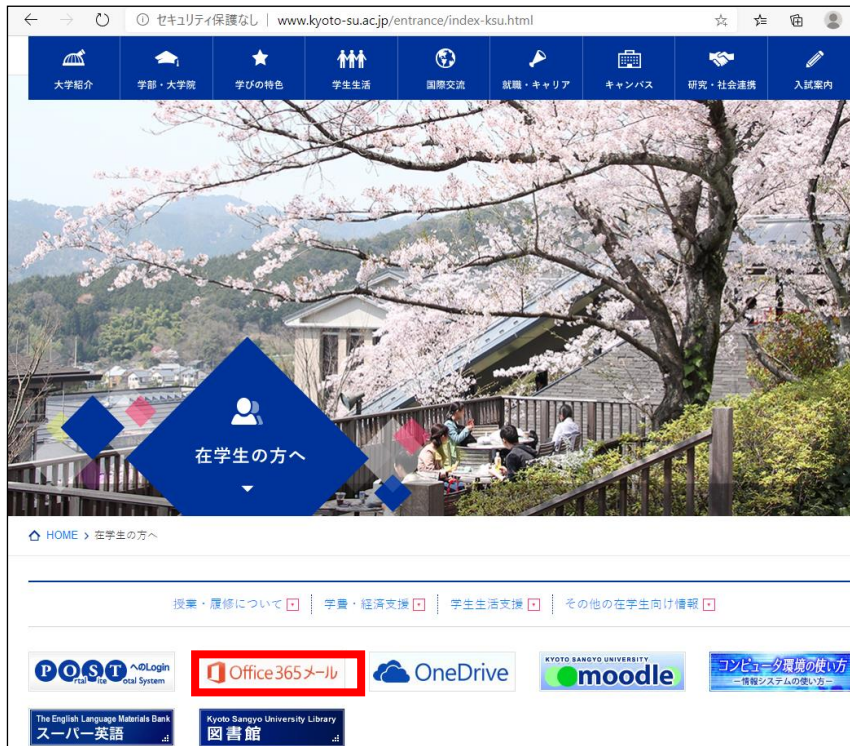 セキュリティ保護なし | www.kyoto-su.ac.jp/entrance/index-ksu.html
大学紹介 学部・大学院 学びの特色 学生生活 国際交流 就職・キャリア キャンパス 研究・社会連携 入試案内
在学生の方へ
HOME > 在学生の方へ
授業・履修について 学費・経済支援 学生生活支援 その他の在学生向け情報
POST へのLogin
Portal Site Total System
Office 365メール
OneDrive
KYOTO SANGYO UNIVERSITY
moodle
コンピュータ環境の使い方
-情報システムの使い方-
The English Language Materials Bank
スーパー英語
Kyoto Sangyo University Library
図書館